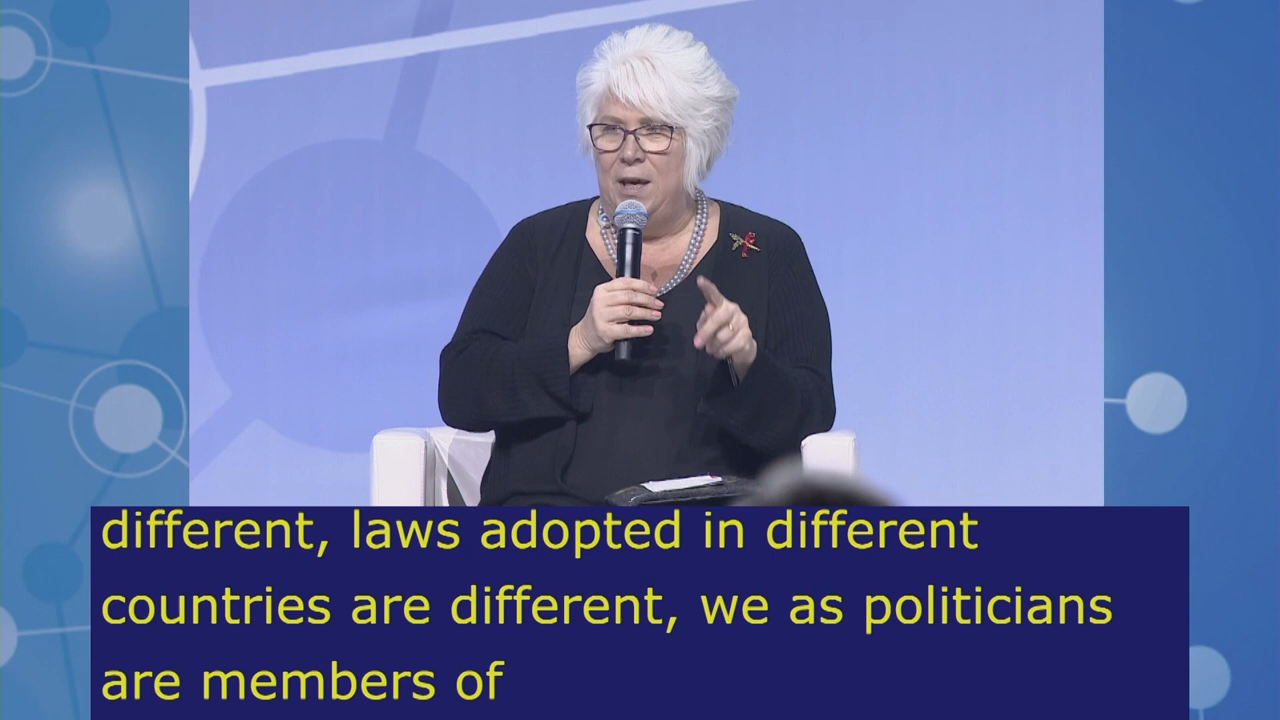 different, laws adopted in different
countries are different, we as politicians
are members of